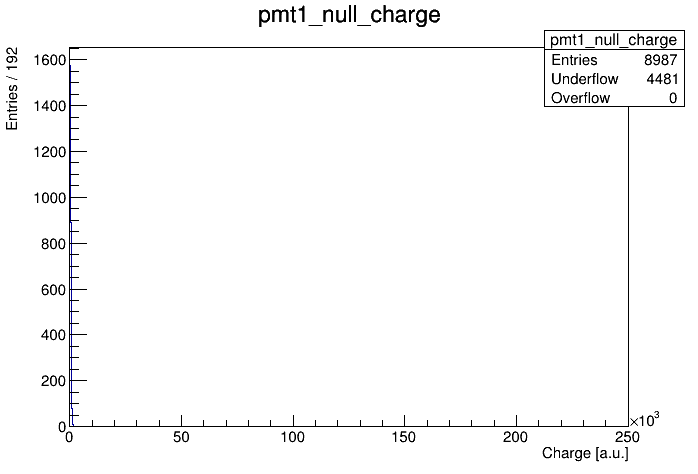 pmt1_null_charge
pmt1_null_charge
Entries 8987
Underflow 4481
Overflow 0
Entries / 192
1600
1400
1200
1000
800
600
400
200
0
0 50 100 150 200 250
×10³
Charge [a.u.]